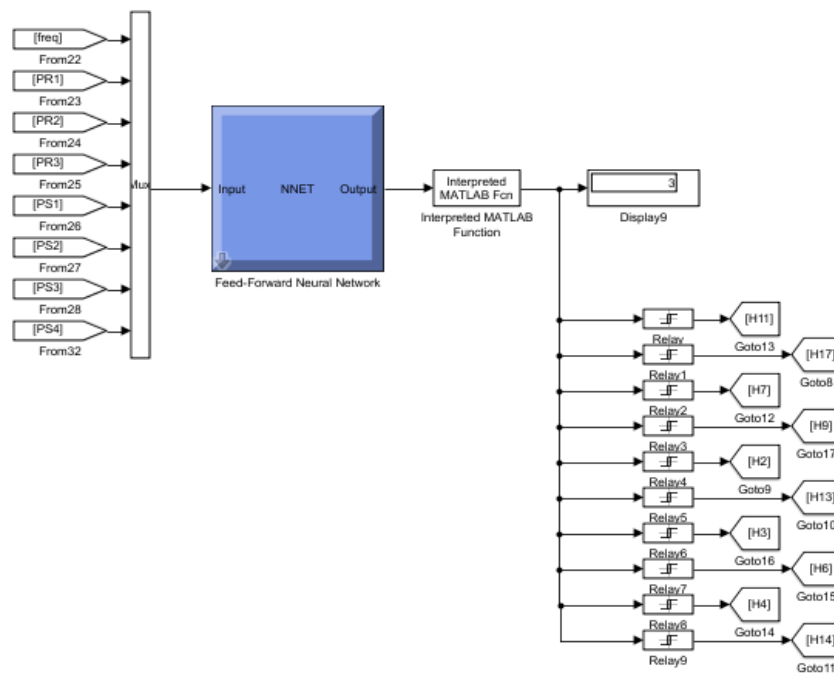 [freq]
From22
[PR1]
From23
[PR2]
From24
[PR3]
From25
[PS1]
From26
[PS2]
From27
[PS3]
From28
[PS4]
From32
Mux
Input NNET Output
Feed-Forward Neural Network
Interpreted
MATLAB Fcn
Interpreted MATLAB
Function
3
Display9
[H11]
Relay Goto13
[H17]
Relay1 Goto8
[H7]
Relay2 Goto12
[H9]
Relay3 Goto17
[H2]
Relay4 Goto9
[H13]
Relay5 Goto10
[H3]
Relay6 Goto16
[H6]
Relay7 Goto15
[H4]
Relay8 Goto14
[H14]
Relay9 Goto11